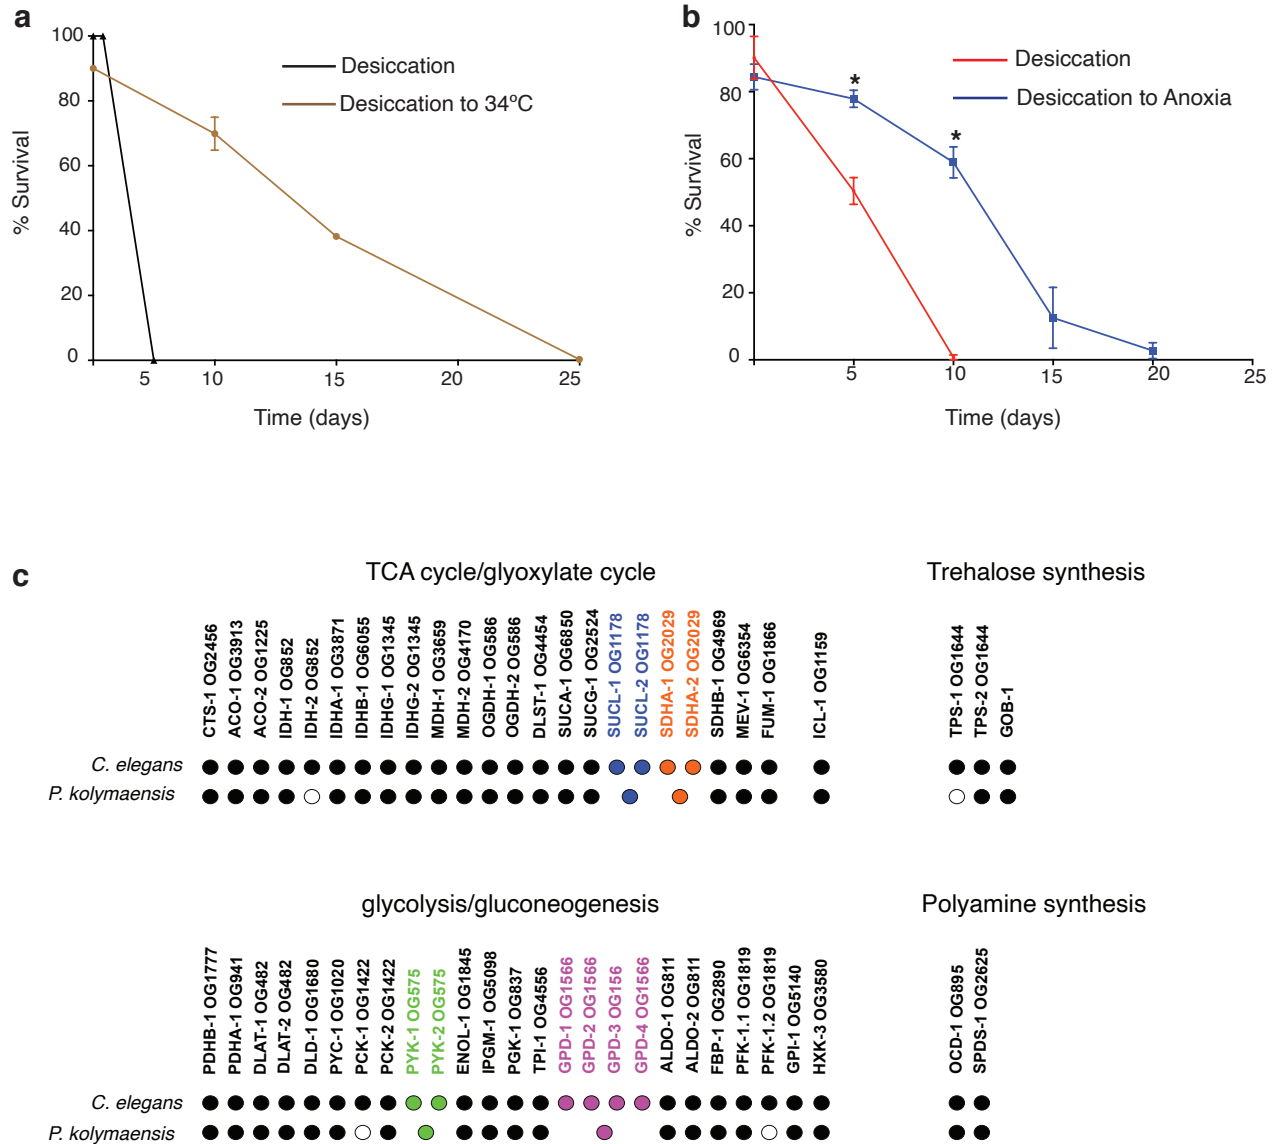 a
100
80
60
40
20
0
% Survival
5 10 15 20 25
Time (days)
Desiccation
Desiccation to 34ºC
b
100
80
60
40
20
0
% Survival
5 10 15 20 25
Time (days)
Desiccation
Desiccation to Anoxia
*
*
c
TCA cycle/glyoxylate cycle
CTS-1 OG2456
ACO-1 OG3913
ACO-2 OG1225
IDH-1 OG852
IDH-2 OG852
IDHA-1 OG3871
IDHB-1 OG6055
IDHG-1 OG1345
IDHG-2 OG1345
MDH-1 OG3659
MDH-2 OG4170
OGDH-1 OG586
OGDH-2 OG586
DLST-1 OG4454
SUCA-1 OG6850
SUCG-1 OG2524
SUCL-1 OG1178
SUCL-2 OG1178
SDHA-1 OG2029
SDHA-2 OG2029
SDHB-1 OG4969
MEV-1 OG6354
FUM-1 OG1866
ICL-1 OG1159
Trehalose synthesis
TPS-1 OG1644
TPS-2 OG1644
GOB-1
C. elegans
P. kolymaensis
glycolysis/gluconeogenesis
PDHB-1 OG1777
PDHA-1 OG941
DLAT-1 OG482
DLAT-2 OG482
DLD-1 OG1680
PYC-1 OG1020
PCK-1 OG1422
PCK-2 OG1422
PYK-1 OG575
PYK-2 OG575
ENOL-1 OG1845
IPGM-1 OG5098
PGK-1 OG837
TPI-1 OG4556
GPD-1 OG1566
GPD-2 OG1566
GPD-3 OG156
GPD-4 OG1566
ALDO-1 OG811
ALDO-2 OG811
FBP-1 OG2890
PFK-1.1 OG1819
PFK-1.2 OG1819
GPI-1 OG5140
HXK-3 OG3580
Polyamine synthesis
OCD-1 OG895
SPDS-1 OG2625
C. elegans
P. kolymaensis